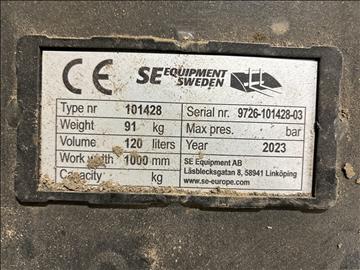 CE SE EQUIPMENT
SWEDEN
Type nr 101428 Serial nr. 9726-101428-03
Weight 91 kg Max pres. bar
Volume 120 liters Year 2023
Work width 1000 mm SE Equipment AB
Capacity kg Läsblecksgatan 8, 58941 Linköping
www-se-europe.com